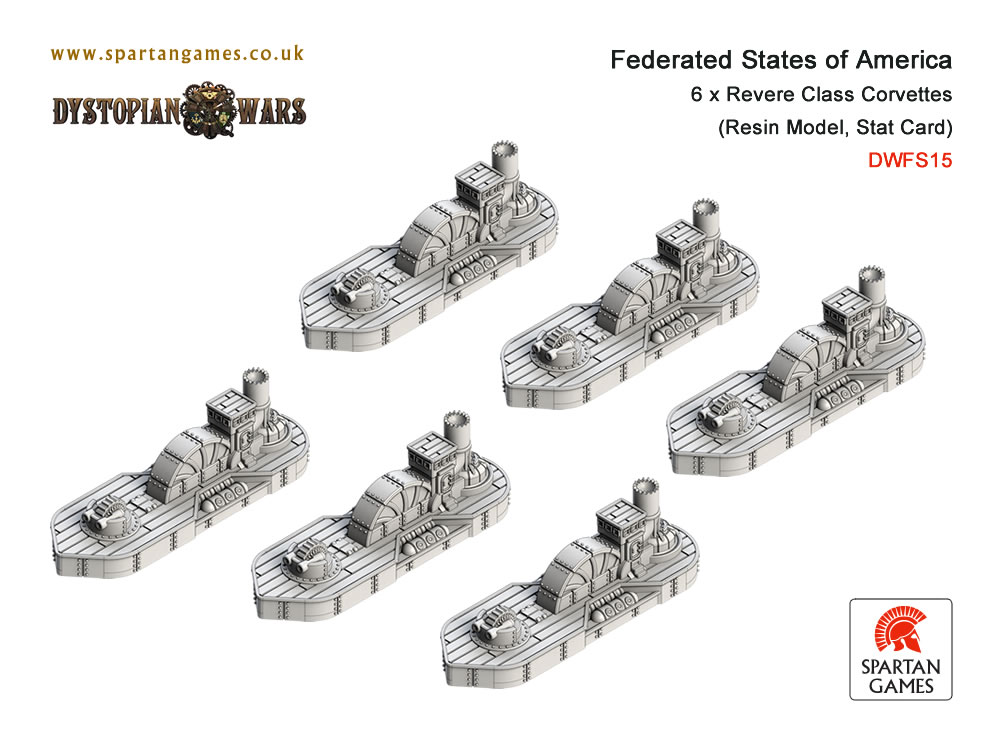 www.spartangames.co.uk
DYSTOPIAN WARS
Federated States of America
6 x Revere Class Corvettes
(Resin Model, Stat Card)
DWFS15
SPARTAN
GAMES